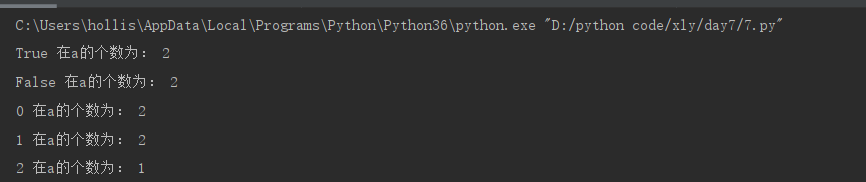 C:\Users\hollis\AppData\Local\Programs\Python\Python36\python.exe "D:/python code/xly/day7/7.py"
True 在a的个数为： 2
False 在a的个数为： 2
0 在a的个数为： 2
1 在a的个数为： 2
2 在a的个数为： 1